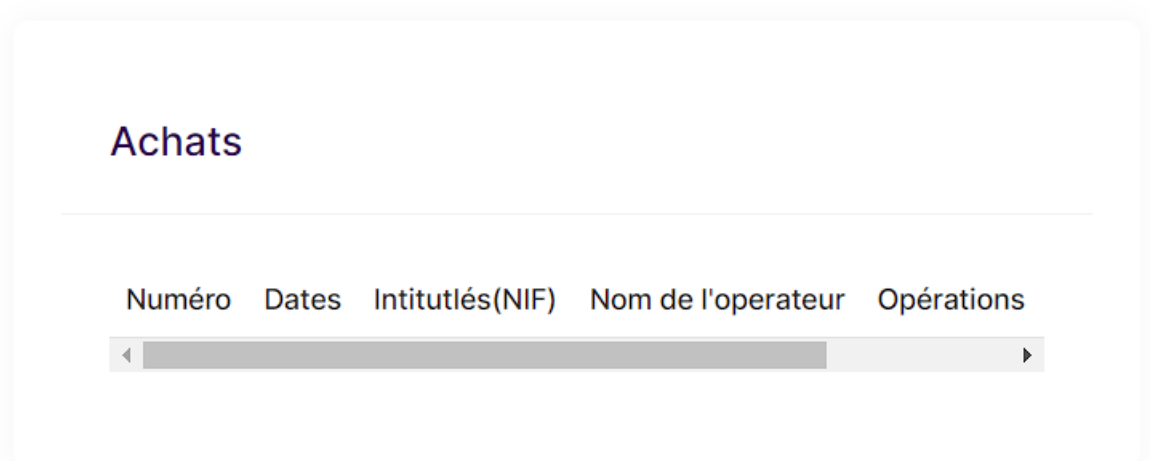 Achats
Numéro Dates Intitutlés(NIF) Nom de l'operateur Opérations